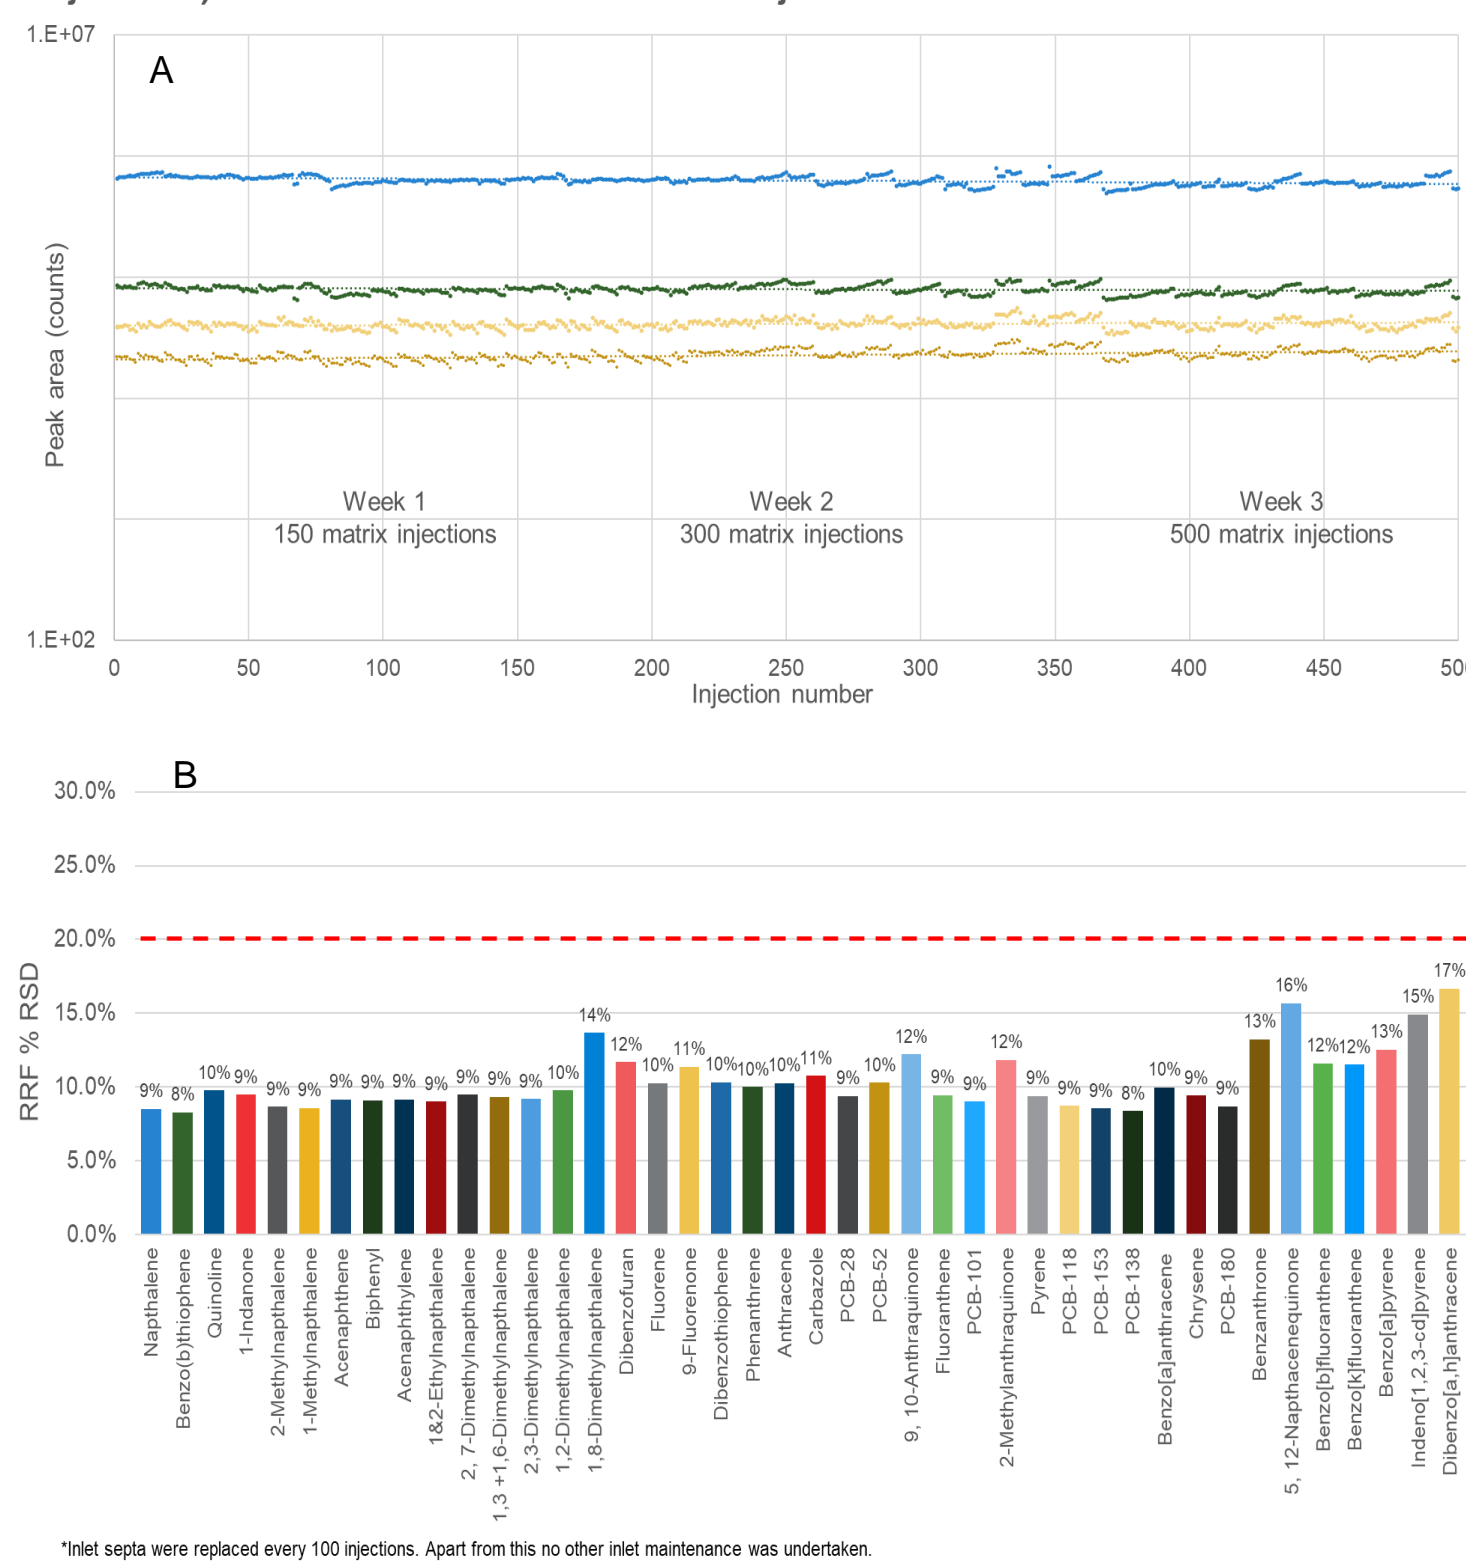 1.E+07
A
Peak area (counts)
Week 1
150 matrix injections
Week 2
300 matrix injections
Week 3
500 matrix injections
1.E+02
0 50 100 150 200 250 300 350 400 450 50
Injection number
B
30.0%
25.0%
20.0%
15.0%
10.0%
5.0%
0.0%
RRF % RSD
9% 8% 10% 9% 9% 9% 9% 9% 9% 9% 9% 9% 9% 10% 14% 12% 10% 11% 10% 10% 10% 11% 9% 10% 12% 9% 9% 12% 9% 9% 9% 8% 10% 9% 9% 13% 16% 12% 12% 13% 15% 17%
Napthalene
Benzo(b)thiophene
Quinoline
1-Indanone
2-Methylnapthalene
1-Methylnapthalene
Acenaphthene
Biphenyl
Acenaphthylene
1&2-Ethylnapthalene
2, 7-Dimethylnapthalene
1,3 +1,6-Dimethylnapthalene
2,3-Dimethylnapthalene
1,2-Dimethylnapthalene
1,8-Dimethylnapthalene
Dibenzofuran
Fluorene
9-Fluorenone
Dibenzothiophene
Phenanthrene
Anthracene
Carbazole
PCB-28
PCB-52
9, 10-Anthraquinone
Fluoranthene
PCB-101
2-Methylanthraquinone
Pyrene
PCB-118
PCB-153
PCB-138
Benzo[a]anthracene
Chrysene
PCB-180
Benzanthrone
5, 12-Napthacenequinone
Benzo[b]fluoranthene
Benzo[k]fluoranthene
Benzo[a]pyrene
Indeno[1,2,3-cd]pyrene
Dibenzo[a,h]anthracene
*Inlet septa were replaced every 100 injections. Apart from this no other inlet maintenance was undertaken.